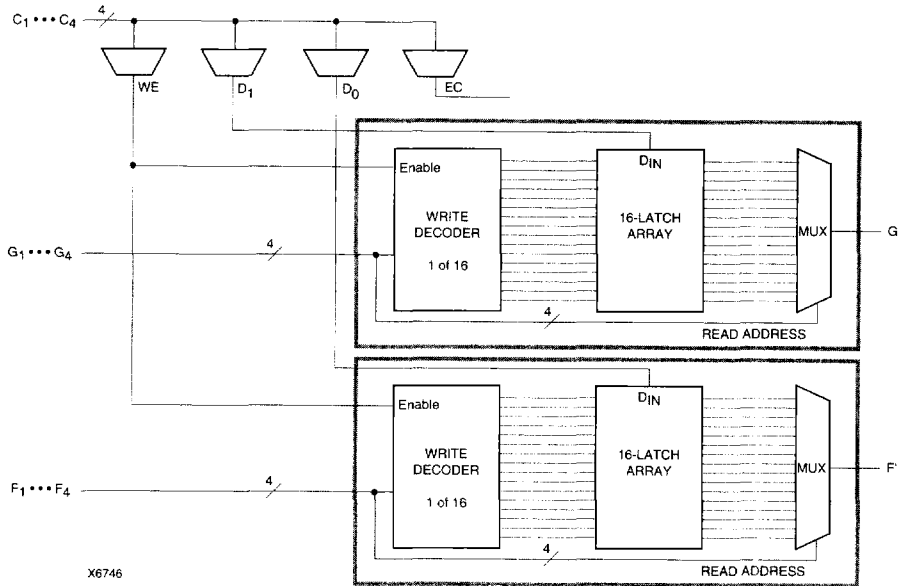 C1 ••• C4
4
WE
D1
D0
EC
Enable
WRITE
DECODER
1 of 16
DIN
16-LATCH
ARRAY
MUX
G
G1 ••• G4
4
4
READ ADDRESS
Enable
WRITE
DECODER
1 of 16
DIN
16-LATCH
ARRAY
MUX
F'
F1 ••• F4
4
4
READ ADDRESS
X6746